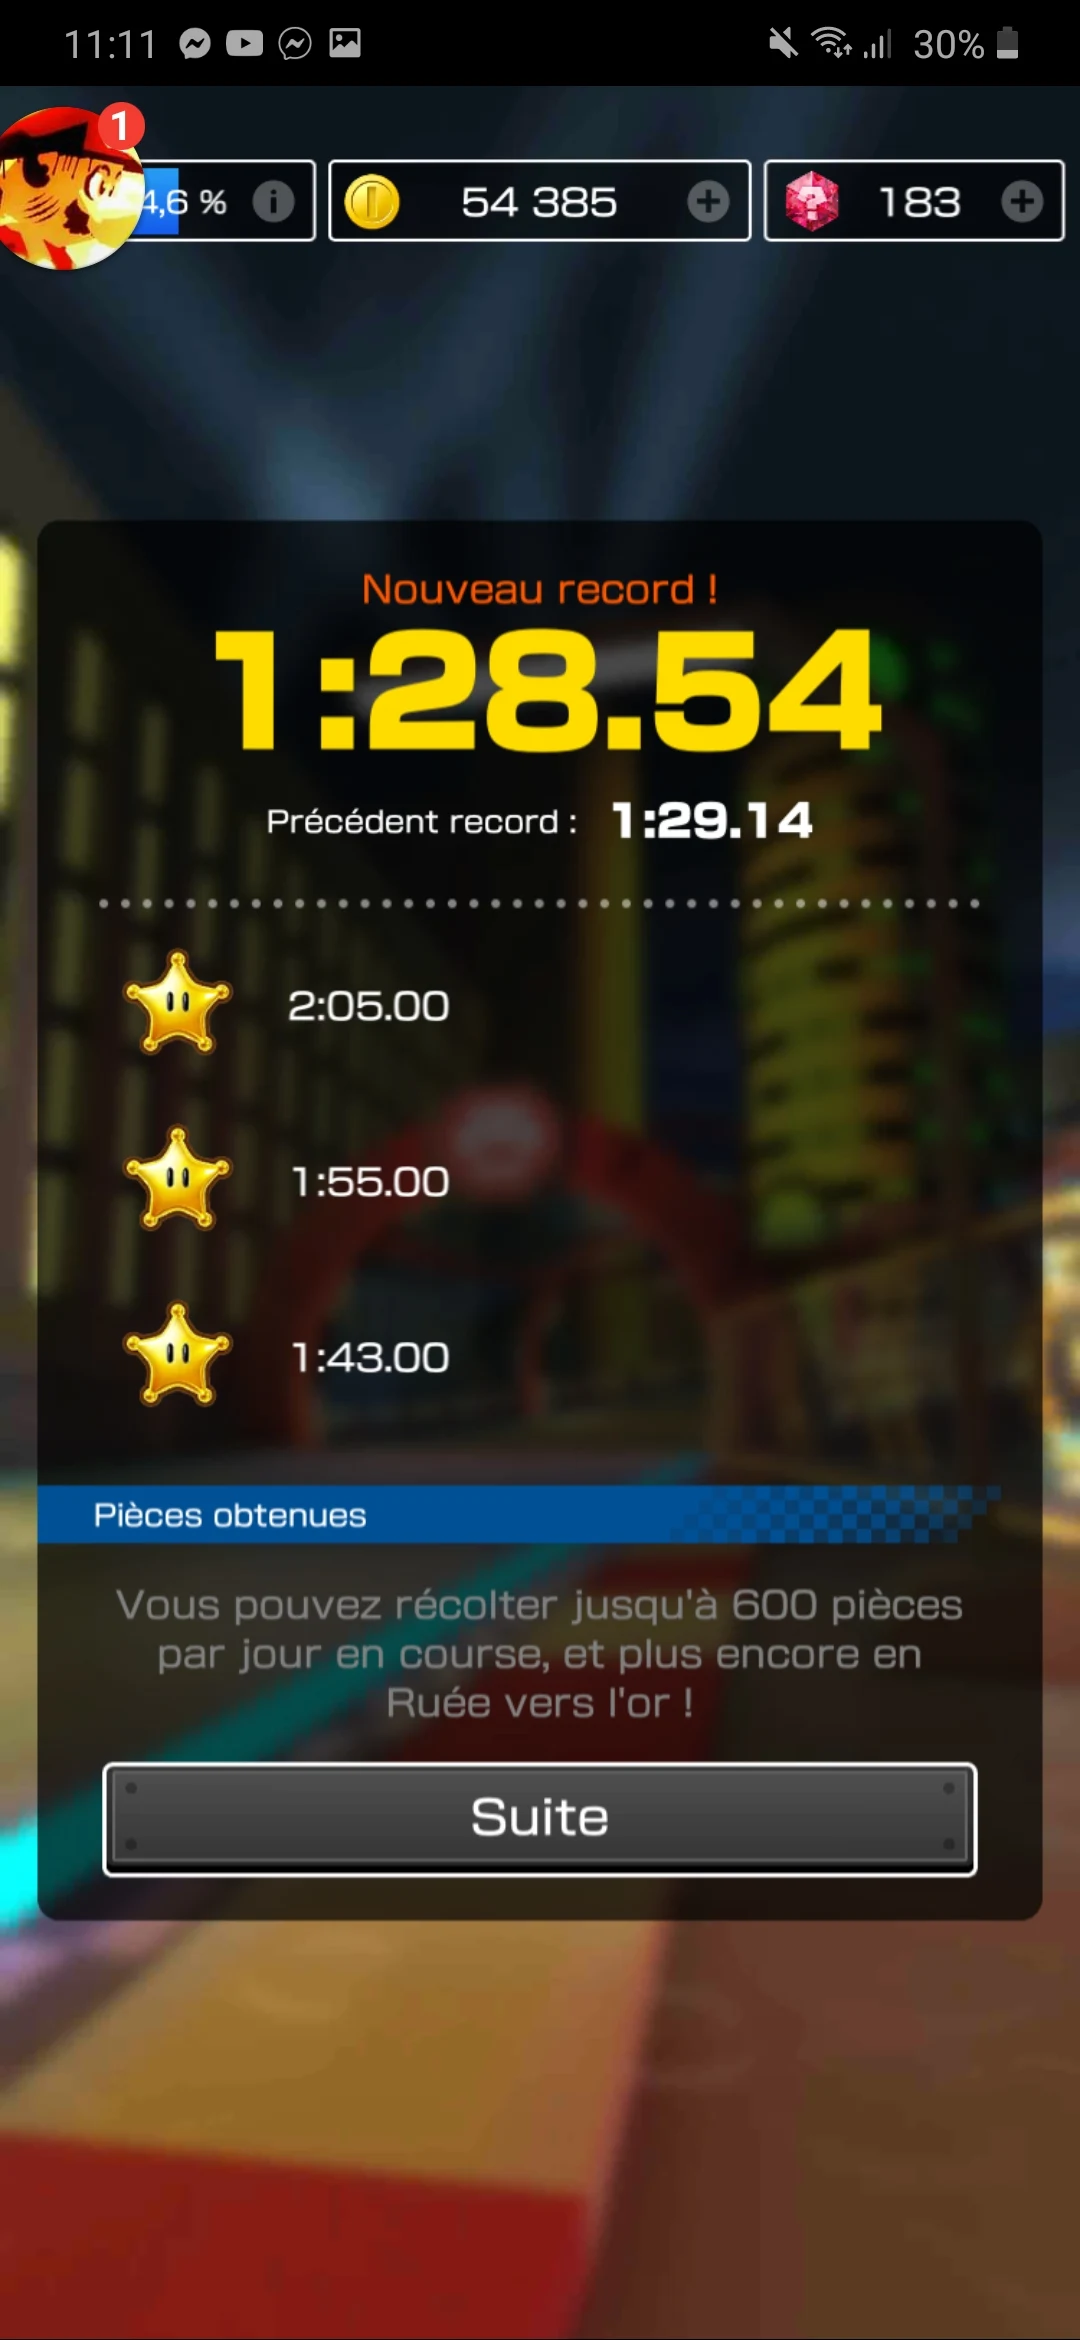 11:11
30%
1
4,6 %
54 385
183
Nouveau record !
1:28.54
Précédent record : 1:29.14
2:05.00
1:55.00
1:43.00
Pièces obtenues
Vous pouvez récolter jusqu'à 600 pièces
par jour en course, et plus encore en
Ruée vers l'or !
Suite